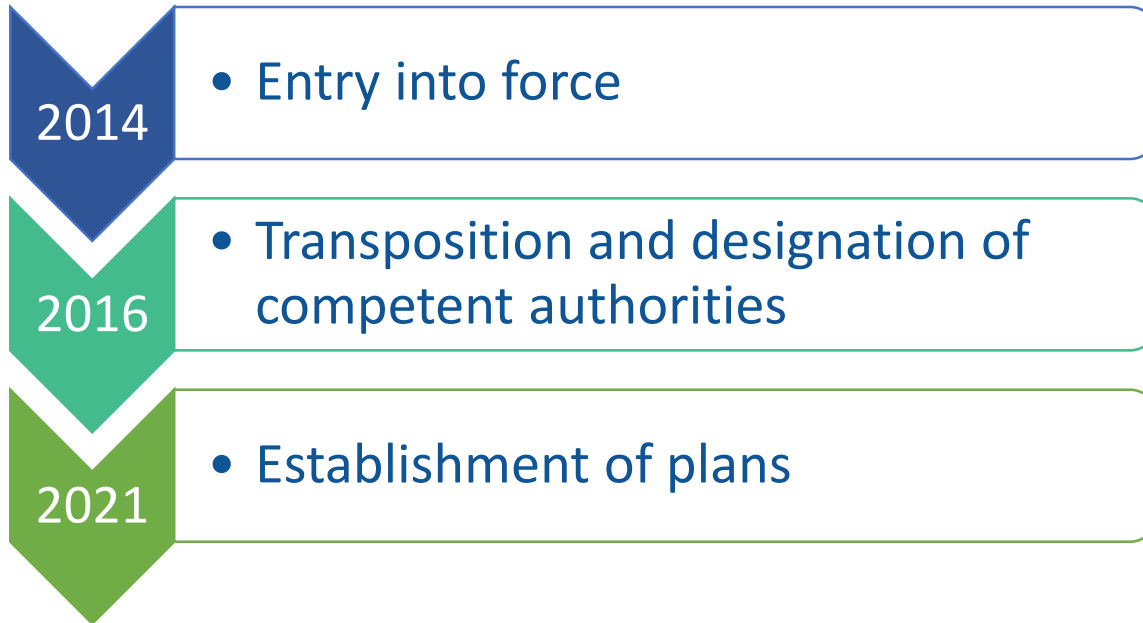 2014
• Entry into force
2016
• Transposition and designation of
competent authorities
2021
• Establishment of plans